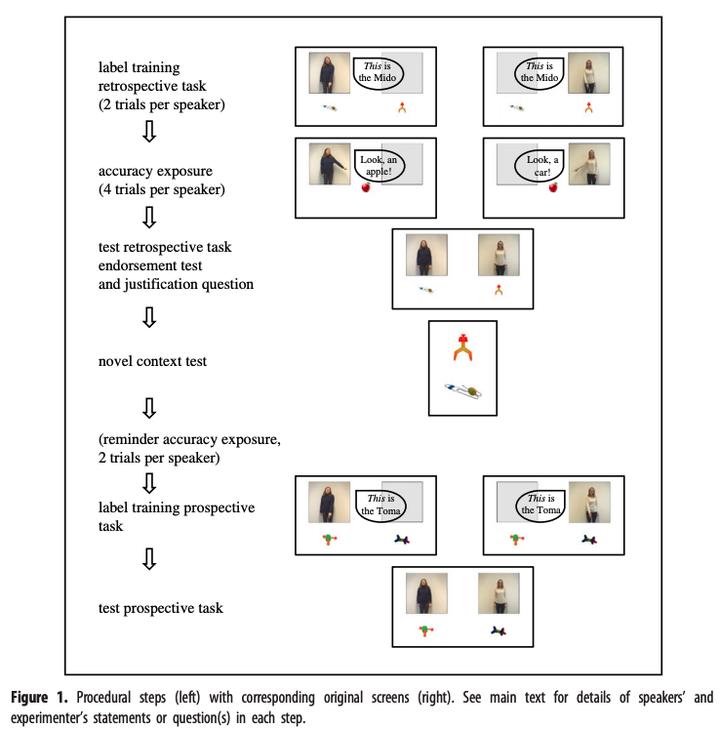 label training
retrospective task
(2 trials per speaker)
This is
the Mido
This is
the Mido
accuracy exposure
(4 trials per speaker)
Look, an
apple!
Look, a
car!
test retrospective task
endorsement test
and justification question
novel context test
(reminder accuracy exposure,
2 trials per speaker)
label training prospective
task
This is
the Toma
This is
the Toma
test prospective task
Figure 1. Procedural steps (left) with corresponding original screens (right). See main text for details of speakers’ and
experimenter’s statements or question(s) in each step.